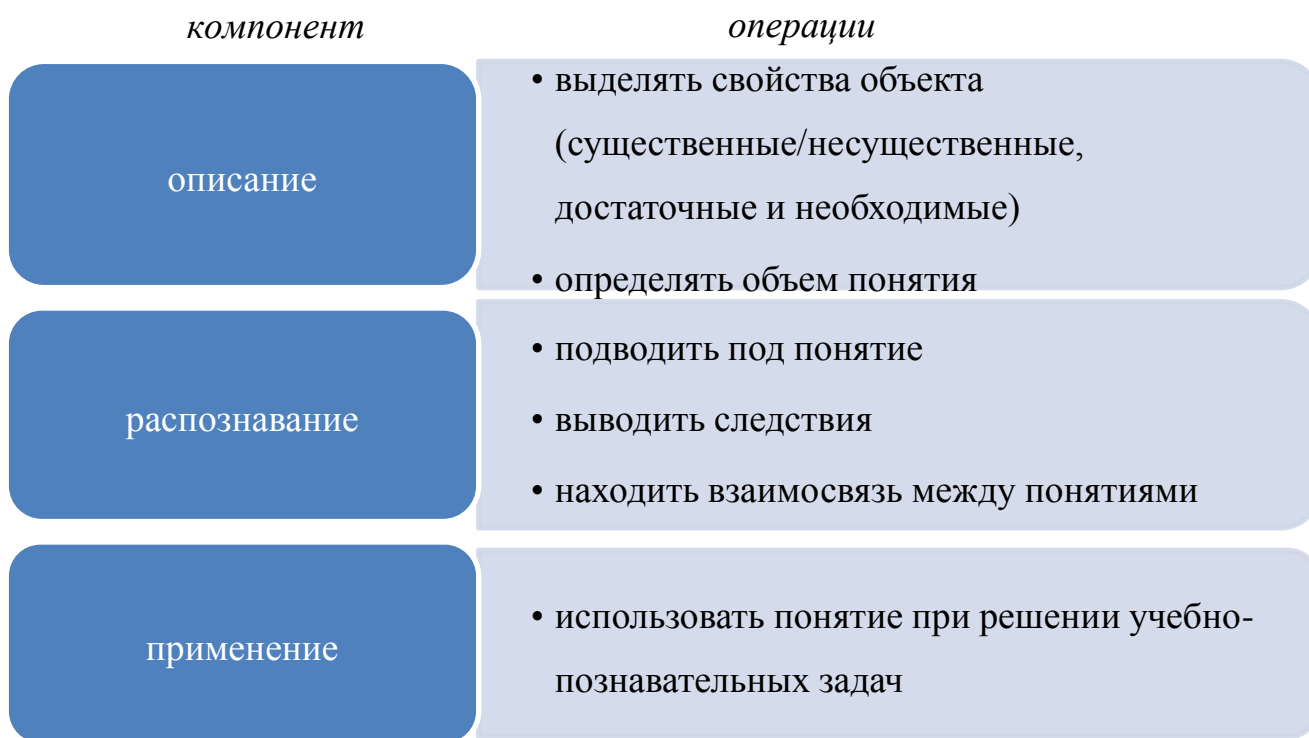 компонент операции
описание
• выделять свойства объекта
(существенные/несущественные,
достаточные и необходимые)
• определять объем понятия
распознавание
• подводить под понятие
• выводить следствия
• находить взаимосвязь между понятиями
применение
• использовать понятие при решении учебно-
познавательных задач